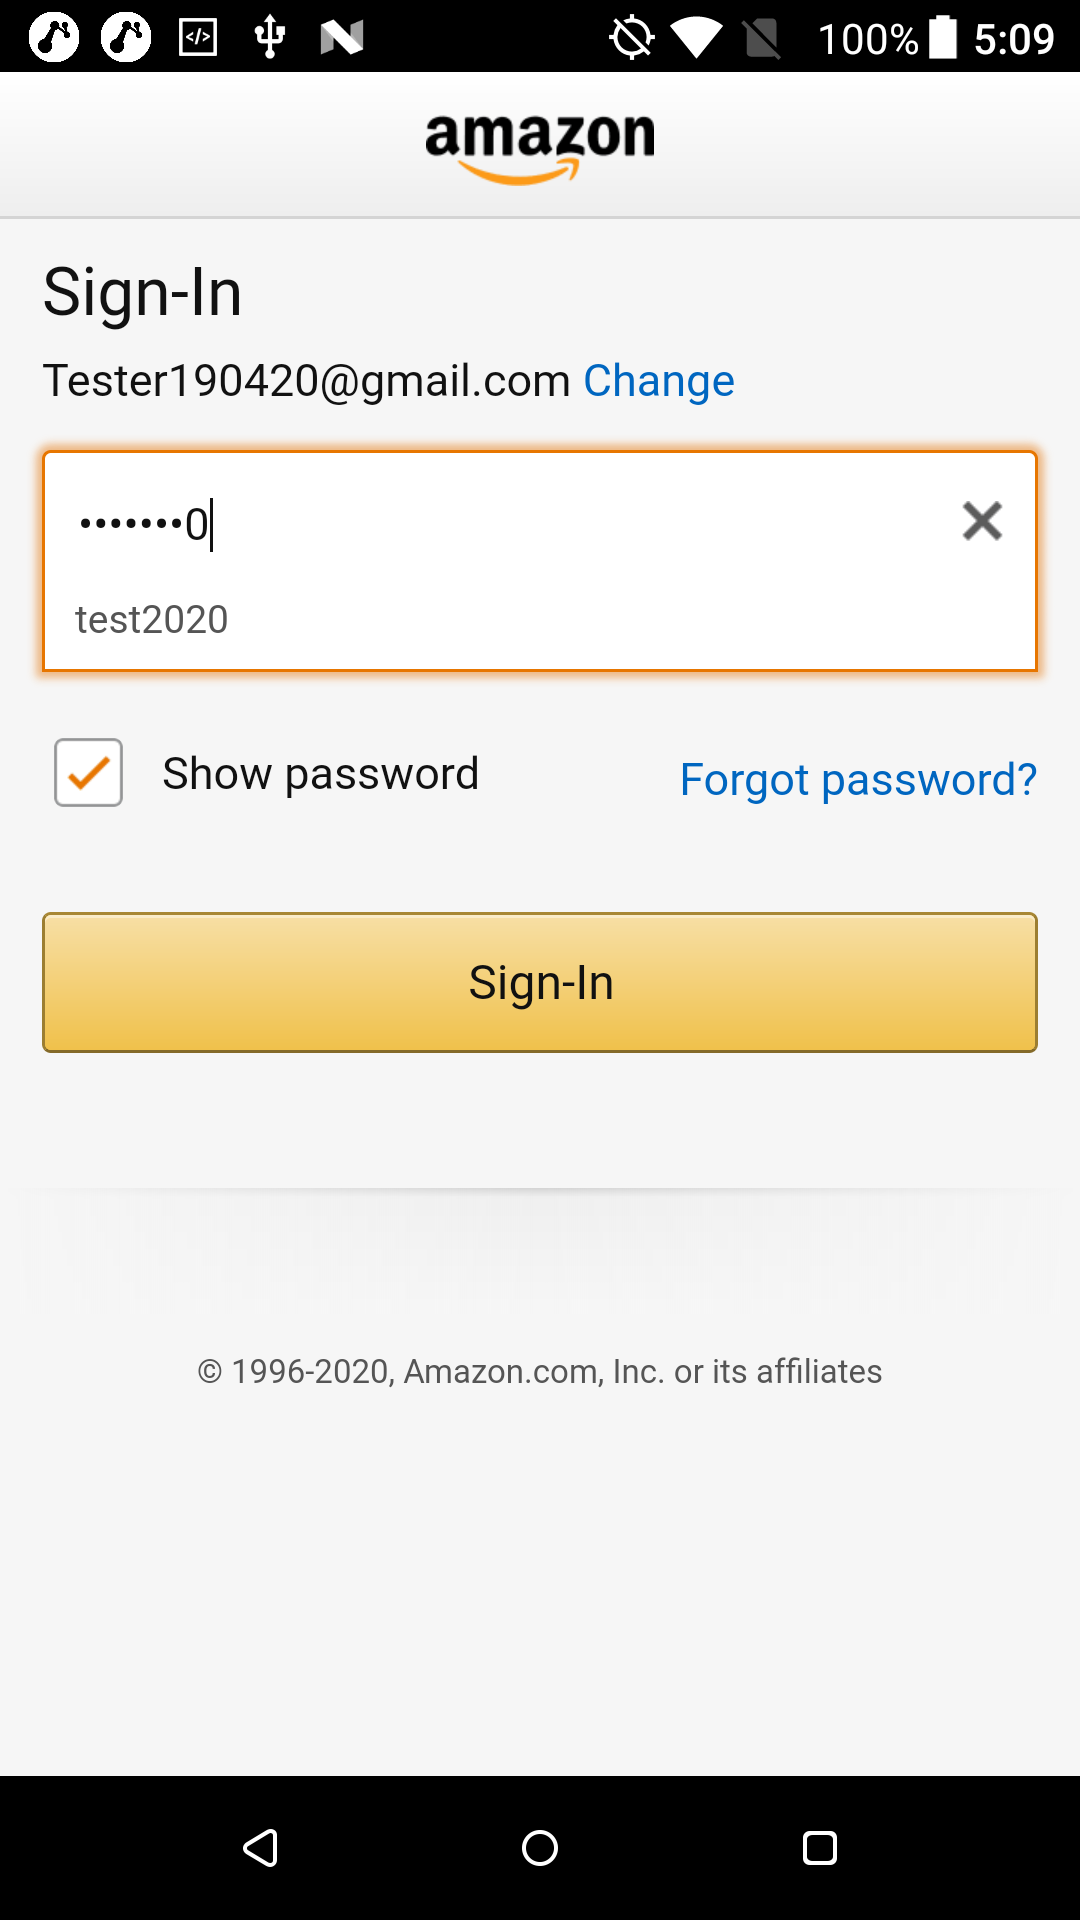 100% 5:09
amazon
Sign-In
Tester190420@gmail.com Change
•••••••0
test2020
Show password
Forgot password?
Sign-In
© 1996-2020, Amazon.com, Inc. or its affiliates